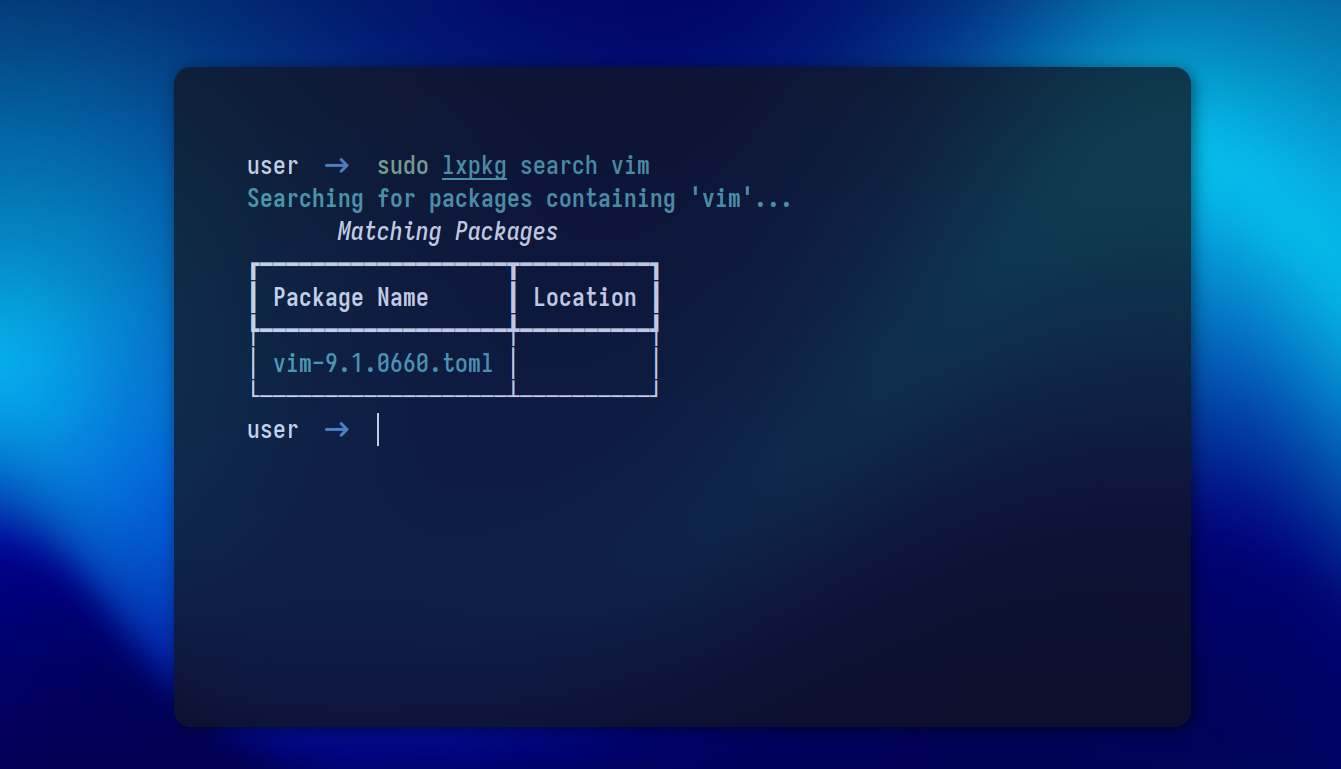 user → sudo lxpkg search vim
Searching for packages containing 'vim'...
Matching Packages
Package Name Location
vim-9.1.0660.toml
user →